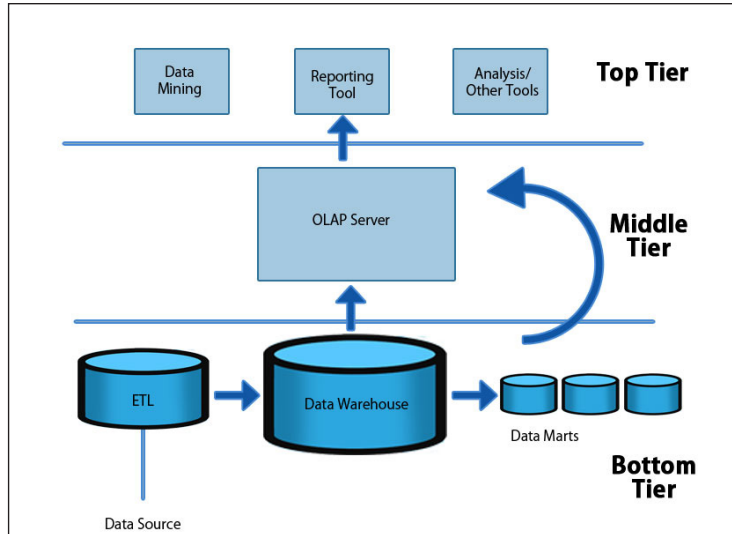 Data
Mining
Reporting
Tool
Analysis/
Other Tools
Top Tier
OLAP Server
Middle
Tier
ETL
Data Warehouse
Data Marts
Bottom
Tier
Data Source